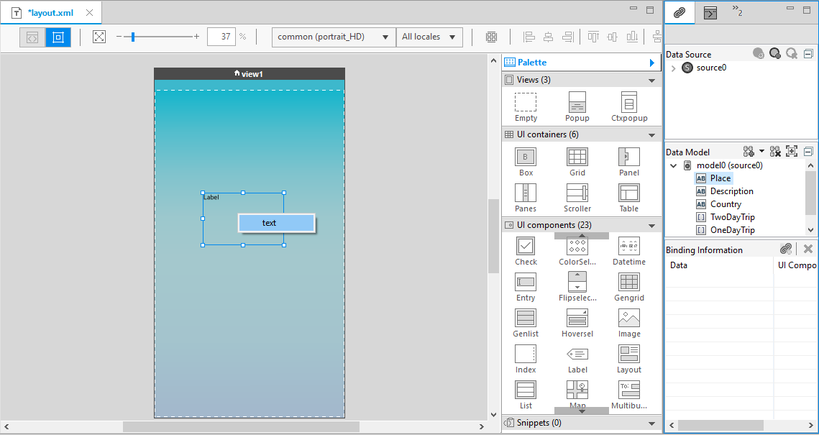 *layout.xml
2
37 %
common (portrait_HD)
All locales
view1
Label
text
Palette
Views (3)
Empty
Popup
Ctxpopup
UI containers (6)
Box
Grid
Panel
Panes
Scroller
Table
UI components (23)
Check
ColorSel...
Datetime
Entry
Flipselec...
Gengrid
Genlist
Hoversel
Image
Index
Label
Layout
List
Map
Multibu...
Snippets (0)
Data Source
source0
Data Model
model0 (source0)
AB Place
AB Description
AB Country
[ ] TwoDayTrip
[ ] OneDayTrip
Binding Information
Data
UI Compo